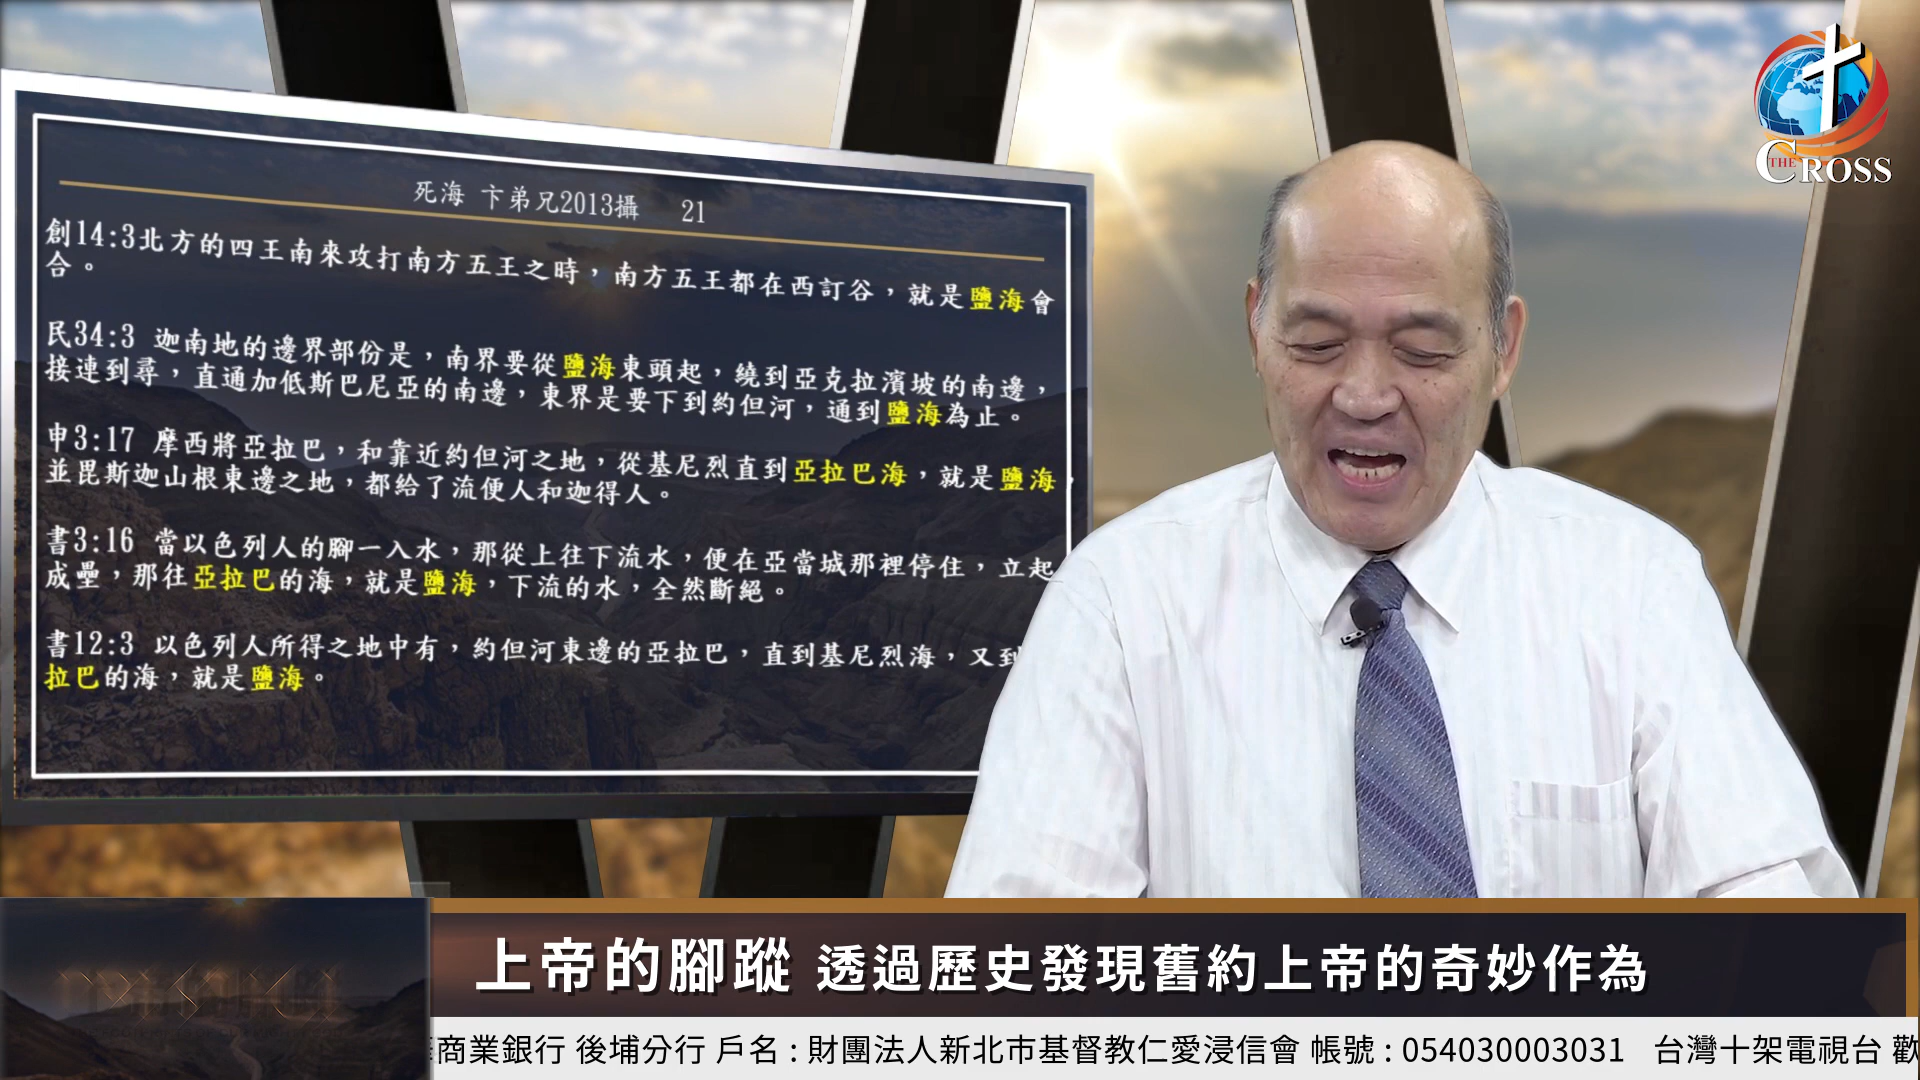 THE CROSS
死海 卞弟兄2013攝 21
創14:3北方的四王南來攻打南方五王之時，南方五王都在西訂谷，就是鹽海會
合。
民34:3 迦南地的邊界部份是，南界要從鹽海東頭起，繞到亞克拉濱坡的南邊，
接連到尋，直通加低斯巴尼亞的南邊，東界是要下到約但河，通到鹽海為止。
申3:17 摩西將亞拉巴，和靠近約但河之地，從基尼烈直到亞拉巴海，就是鹽海，
並毘斯迦山根東邊之地，都給了流便人和迦得人。
書3:16 當以色列人的腳一入水，那從上往下流水，便在亞當城那裡停住，立起
成壘，那往亞拉巴的海，就是鹽海，下流的水，全然斷絕。
書12:3 以色列人所得之地中有，約但河東邊的亞拉巴，直到基尼烈海，又到
拉巴的海，就是鹽海。
上帝的腳蹤 透過歷史發現舊約上帝的奇妙作為
商業銀行 後埔分行 戶名 : 財團法人新北市基督教仁愛浸信會 帳號 : 054030003031 台灣十架電視台 歡